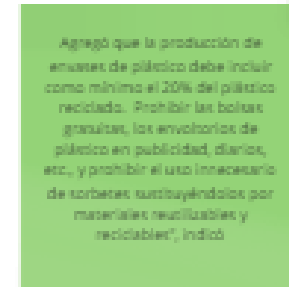 Agregó que la producción de
envases de plástico debe incluir
como mínimo el 20% del plástico
reciclado. Prohibir las bolsas
gratuitas, los envoltorios de
plástico en publicidad, diarios,
etc., y prohibir el uso innecesario
de sorbetes sustituyéndolos por
materiales reutilizables y
reciclables", indicó